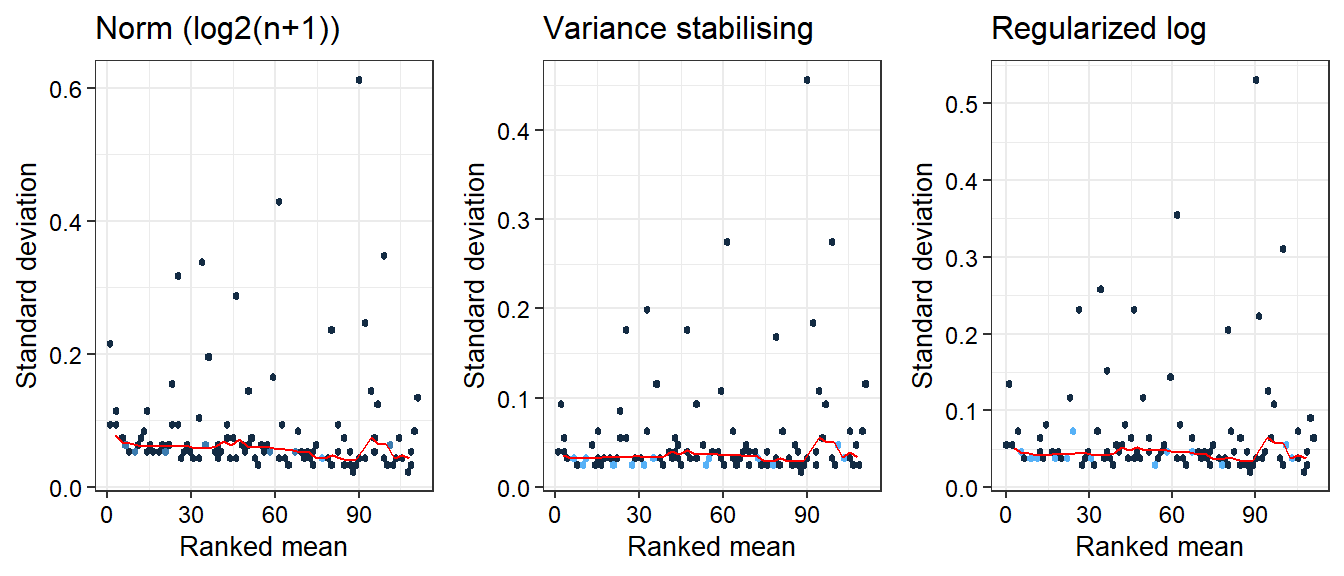 Norm (log2(n+1))
Variance stabilising
Regularized log
Standard deviation
0.6
0.4
0.2
0.0
0 30 60 90
Ranked mean
Standard deviation
0.4
0.3
0.2
0.1
0.0
0 30 60 90
Ranked mean
Standard deviation
0.5
0.4
0.3
0.2
0.1
0.0
0 30 60 90
Ranked mean